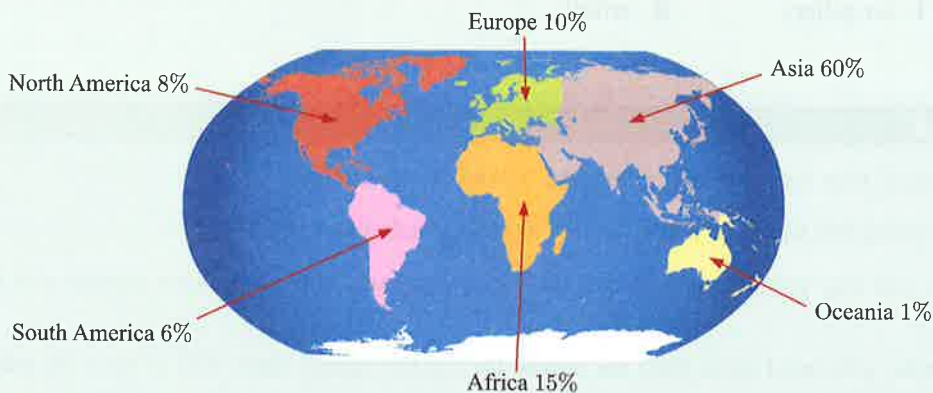 Europe 10%
North America 8%
Asia 60%
South America 6%
Oceania 1%
Africa 15%